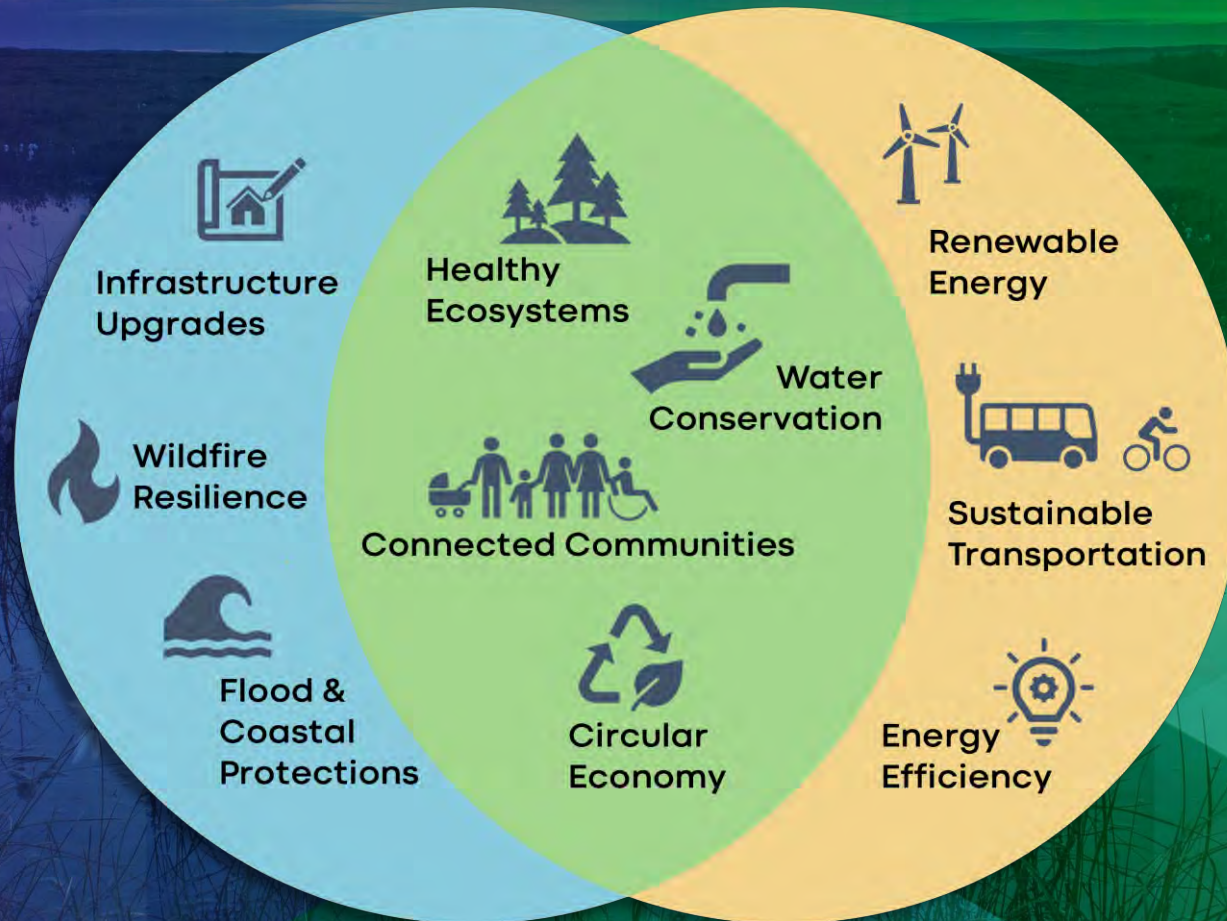 Infrastructure
Upgrades
Wildfire
Resilience
Flood &
Coastal
Protections
Healthy
Ecosystems
Water
Conservation
Connected Communities
Circular
Economy
Renewable
Energy
Sustainable
Transportation
Energy
Efficiency